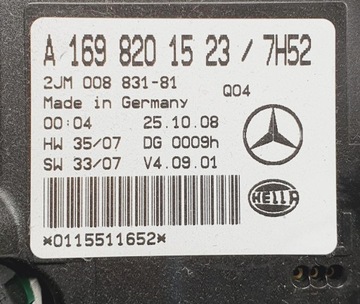 A 169 820 15 23 / 7H52
2JM 008 831-81
Q04
Made in Germany
00:04 25.10.08
HW 35/07 DG 0009h
SW 33/07 V4.09.01
HELLA
*0115511652*